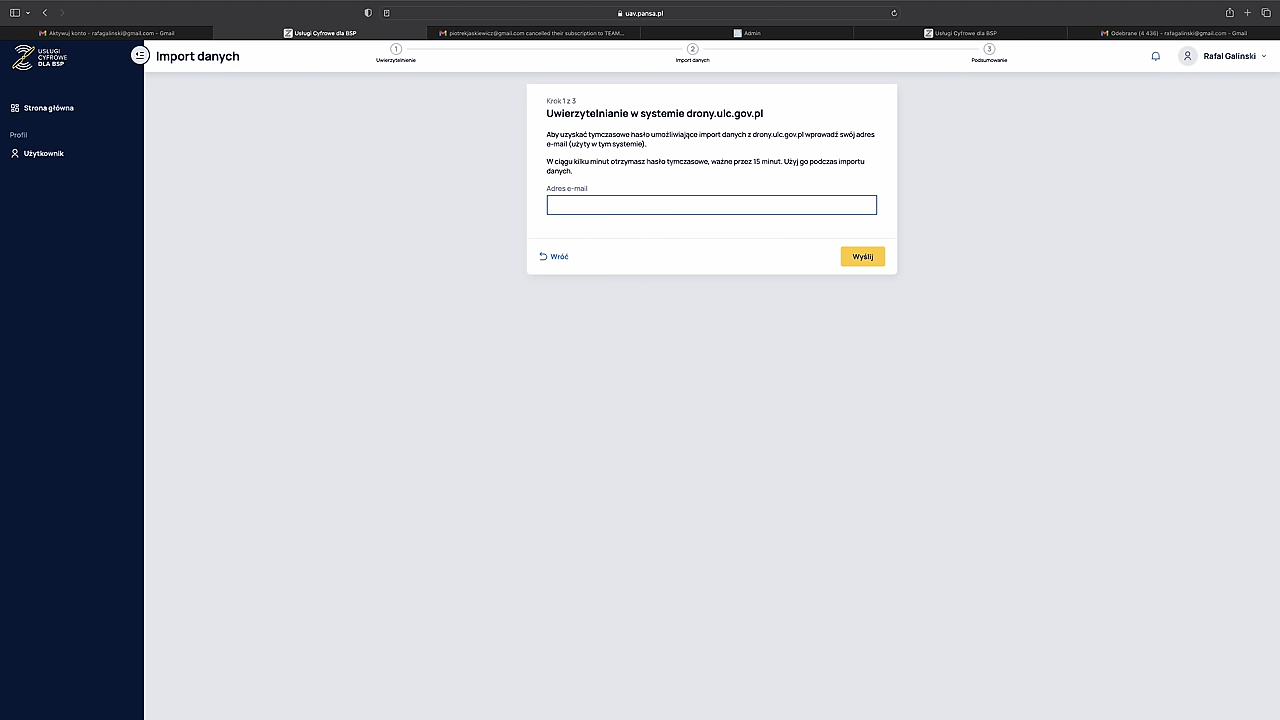 uav.pansa.pl
Aktywuj konto - rafagalinski@gmail.com - Gmail
Usługi Cyfrowe dla BSP
piotrekjaskiewicz@gmail.com cancelled their subscription to TEAM...
Admin
Usługi Cyfrowe dla BSP
Odebrane (4 436) - rafagalinski@gmail.com - Gmail
USŁUGI
CYFROWE
DLA BSP
Import danych
1
Uwierzytelnienie
2
Import danych
3
Podsumowanie
Rafał Galinski
Strona główna
Profil
Użytkownik
Krok 1 z 3
Uwierzytelnianie w systemie drony.ulc.gov.pl
Aby uzyskać tymczasowe hasło umożliwiające import danych z drony.ulc.gov.pl wprowadź swój adres
e-mail (użyty w tym systemie).
W ciągu kilku minut otrzymasz hasło tymczasowe, ważne przez 15 minut. Użyj go podczas importu
danych.
Adres e-mail
Wróć
Wyślij